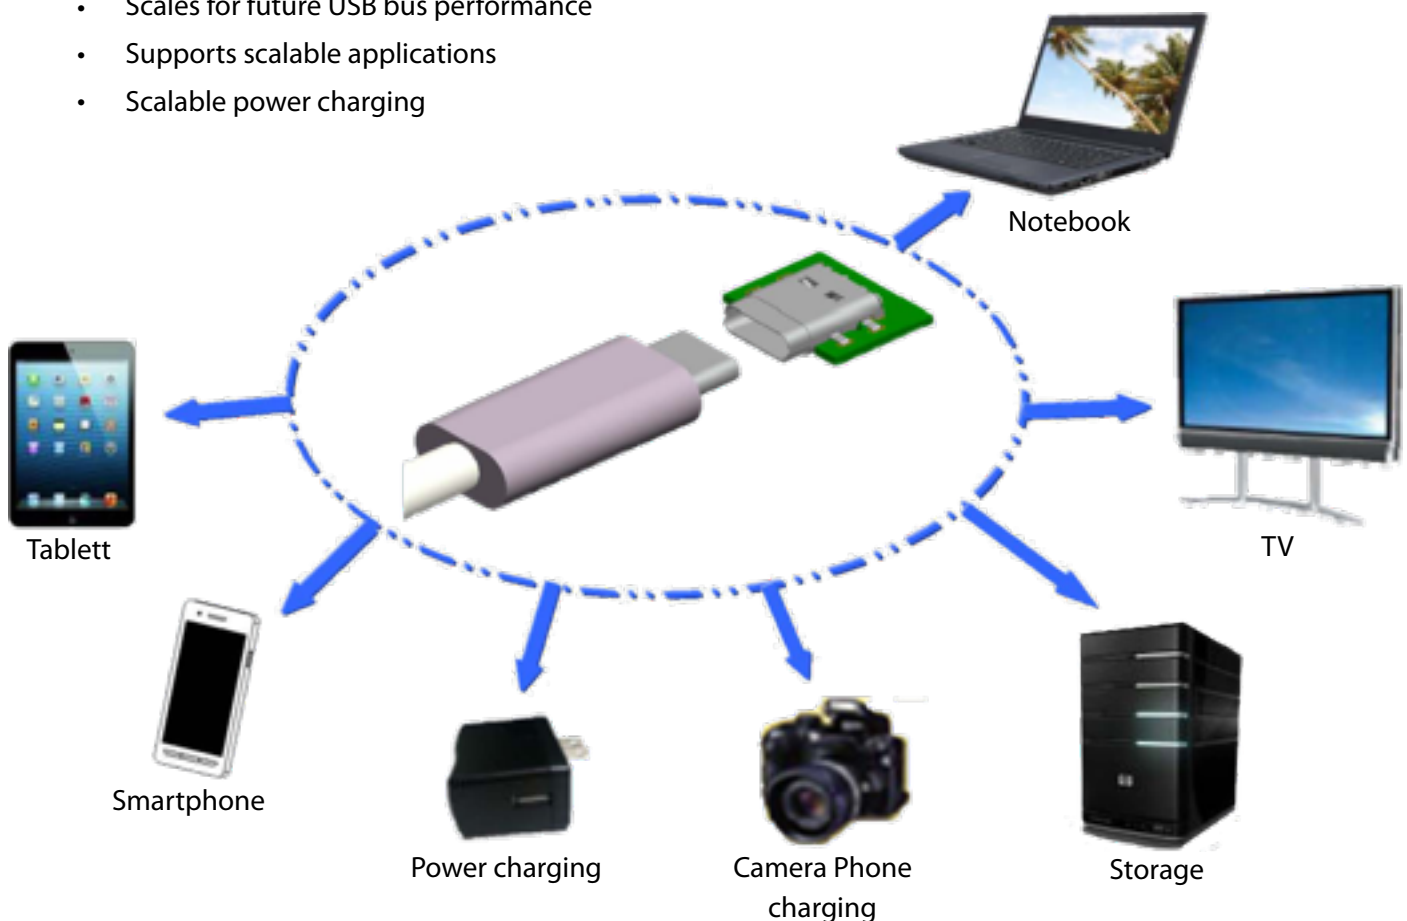 • Scales for future USB bus performance
• Supports scalable applications
• Scalable power charging
Notebook
TV
Tablett
Smartphone
Power charging
Camera Phone
charging
Storage